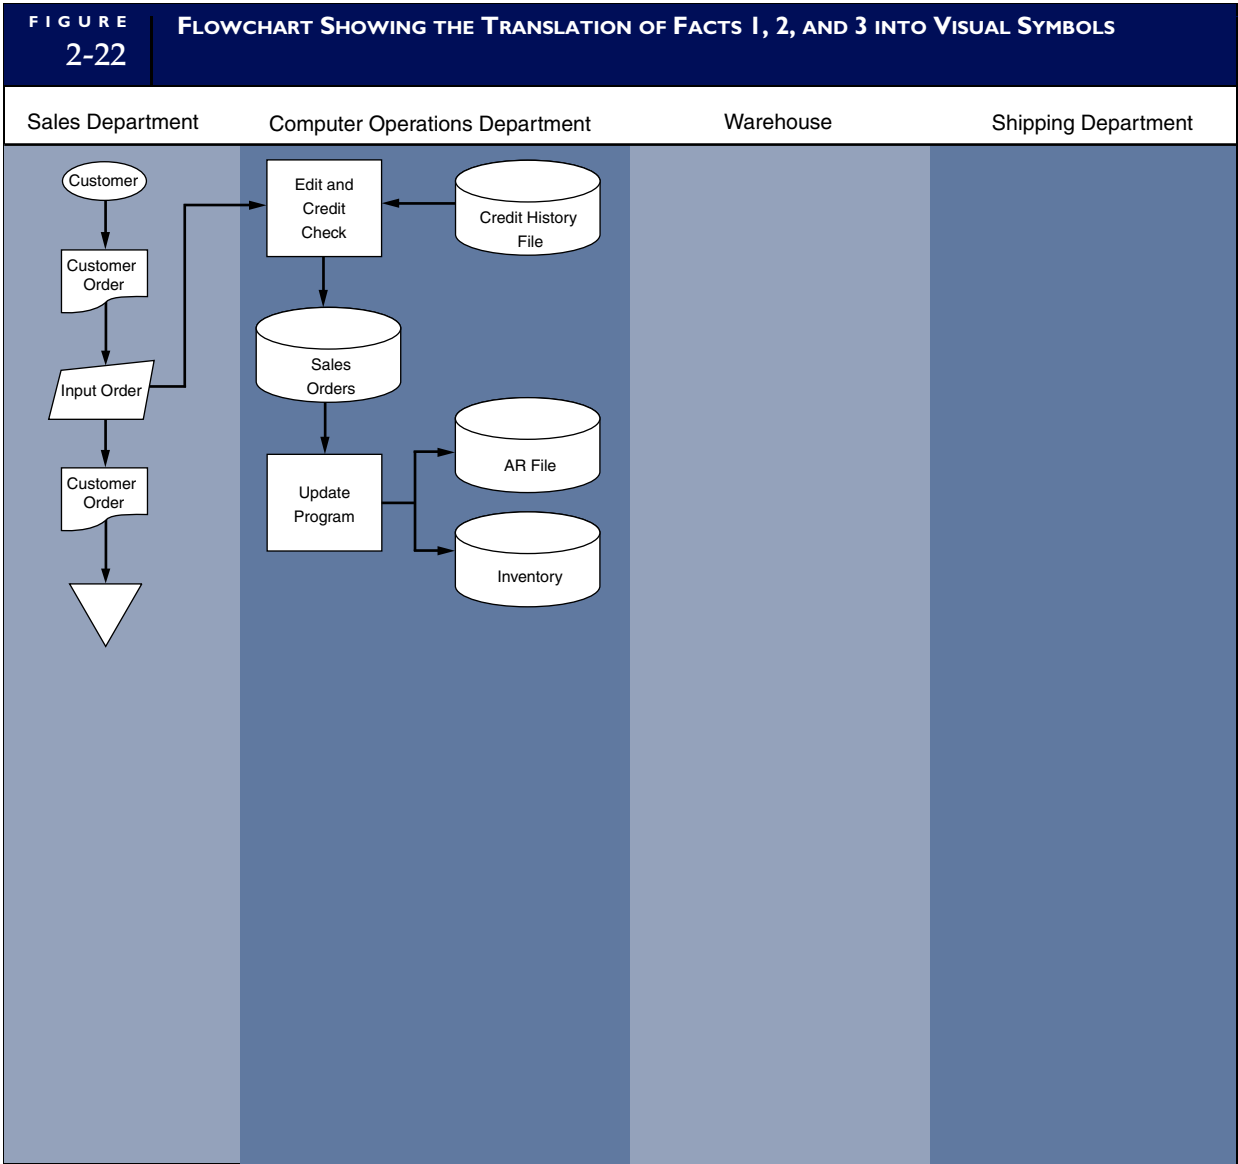 FIGURE
2-22
FLOWCHART SHOWING THE TRANSLATION OF FACTS 1, 2, AND 3 INTO VISUAL SYMBOLS
Sales Department
Computer Operations Department
Warehouse
Shipping Department
Customer
Customer
Order
Input Order
Customer
Order
Edit and
Credit
Check
Credit History
File
Sales
Orders
Update
Program
AR File
Inventory